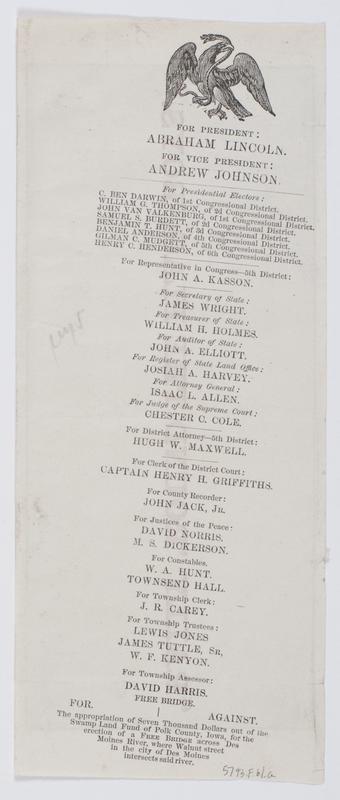 FOR PRESIDENT:
ABRAHAM LINCOLN.
FOR VICE PRESIDENT:
ANDREW JOHNSON.
For Presidential Electors:
C. BEN DARWIN, of 1st Congressional District.
WILLIAM G. THOMPSON, of 2d Congressional District.
JOHN VAN VALKENBURG, of 1st Congressional District.
SAMUEL S. BURDETT, of 2d Congressional District.
BENJAMIN T. HUNT, of 3d Congressional District.
DANIEL ANDERSON, of 4th Congressional District.
GILMAN C. MUDGETT, of 5th Congressional District.
HENRY C. HENDERSON, of 6th Congressional District.
For Representative in Congress—5th District:
JOHN A. KASSON.
For Secretary of State:
JAMES WRIGHT.
For Treasurer of State:
WILLIAM H. HOLMES.
For Auditor of State:
JOHN A. ELLIOTT.
For Register of State Land Office:
JOSIAH A. HARVEY.
For Attorney General:
ISAAC L. ALLEN.
For Judge of the Supreme Court:
CHESTER C. COLE.
For District Attorney—5th District:
HUGH W. MAXWELL.
For Clerk of the District Court:
CAPTAIN HENRY H. GRIFFITHS.
For County Recorder:
JOHN JACK, JR.
For Justices of the Peace:
DAVID NORRIS.
M. S. DICKERSON.
For Constables.
W. A. HUNT.
TOWNSEND HALL.
For Township Clerk:
J. R. CAREY.
For Township Trustees:
LEWIS JONES
JAMES TUTTLE, SR,
W. F. KENYON.
For Township Assessor:
DAVID HARRIS.
FREE BRIDGE.
FOR. | AGAINST.
The appropriation of Seven Thousand Dollars out of the
Swamp Land Fund of Polk County, Iowa, for the
erection of a FREE BRIDGE across Des
Moines River, where Walnut street
in the city of Des Moines
intersects said river.
5793.F.61.a